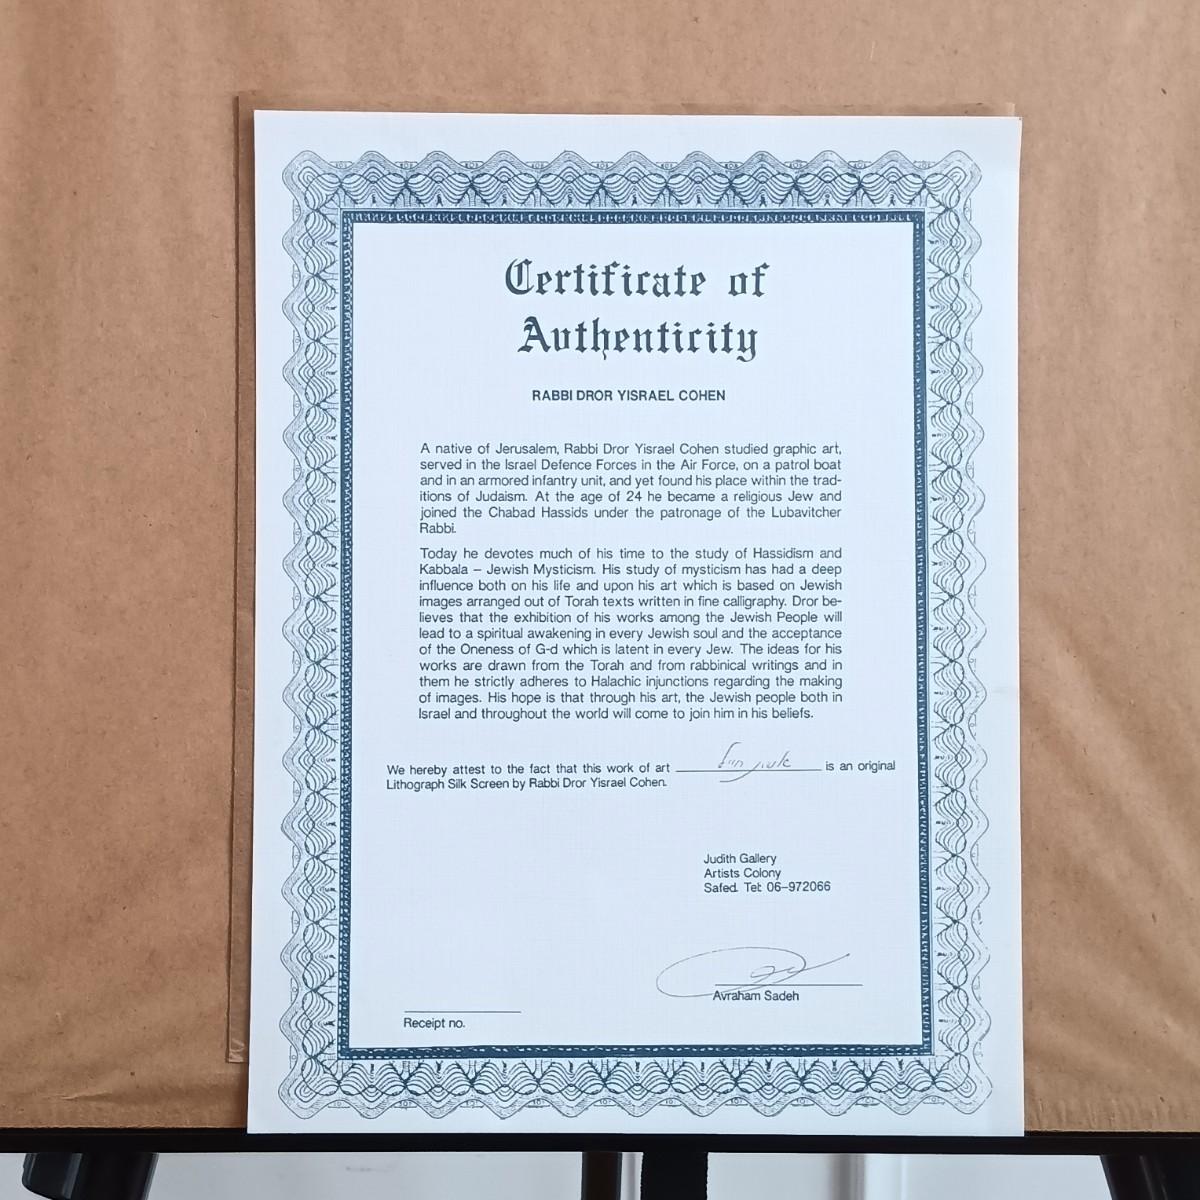 Certificate of
Authenticity
RABBI DROR YISRAEL COHEN
A native of Jerusalem, Rabbi Dror Yisrael Cohen studied graphic art,
served in the Israel Defence Forces in the Air Force, on a patrol boat
and in an armored infantry unit, and yet found his place within the trad-
itions of Judaism. At the age of 24 he became a religious Jew and
joined the Chabad Hassids under the patronage of the Lubavitcher
Rabbi.
Today he devotes much of his time to the study of Hassidism and
Kabbala – Jewish Mysticism. His study of mysticism has had a deep
influence both on his life and upon his art which is based on Jewish
images arranged out of Torah texts written in fine calligraphy. Dror be-
lieves that the exhibition of his works among the Jewish People will
lead to a spiritual awakening in every Jewish soul and the acceptance
of the Oneness of G-d which is latent in every Jew. The ideas for his
works are drawn from the Torah and from rabbinical writings and in
them he strictly adheres to Halachic injunctions regarding the making
of images. His hope is that through his art, the Jewish people both in
Israel and throughout the world will come to join him in his beliefs.
We hereby attest to the fact that this work of art is an original
Lithograph Silk Screen by Rabbi Dror Yisrael Cohen.
Judith Gallery
Artists Colony
Safed. Tel: 06–972066
Avraham Sadeh
Receipt no.